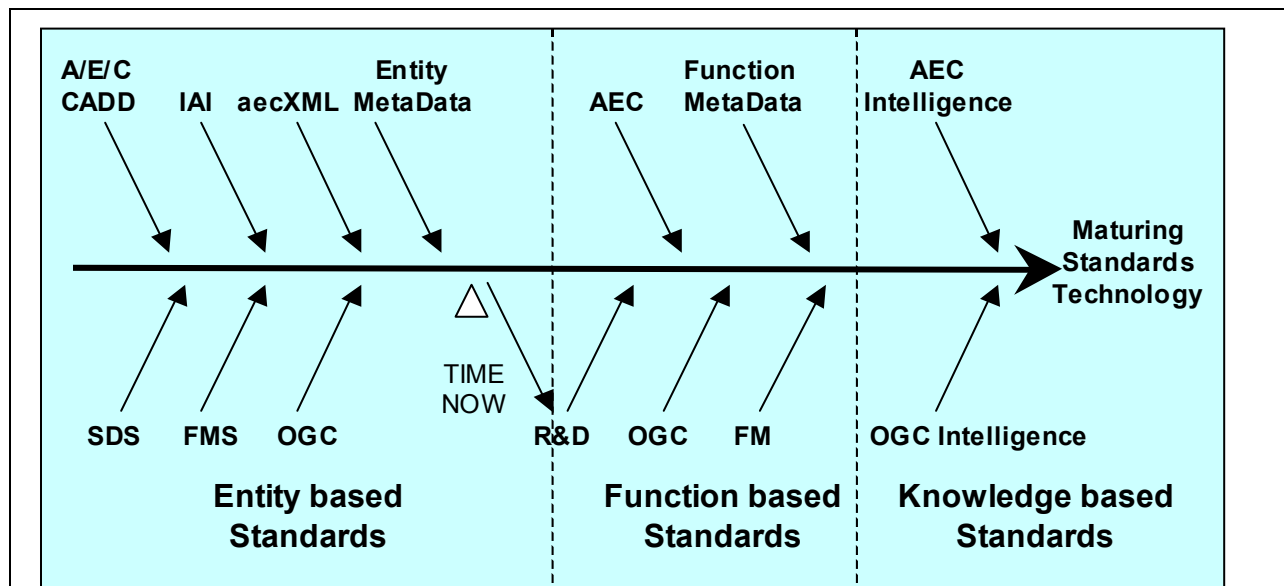 A/E/C
CADD
IAI
aecXML
Entity
MetaData
AEC
Function
MetaData
AEC
Intelligence
Maturing
Standards
Technology
TIME
NOW
SDS
FMS
OGC
R&D
OGC
FM
OGC Intelligence
Entity based
Standards
Function based
Standards
Knowledge based
Standards